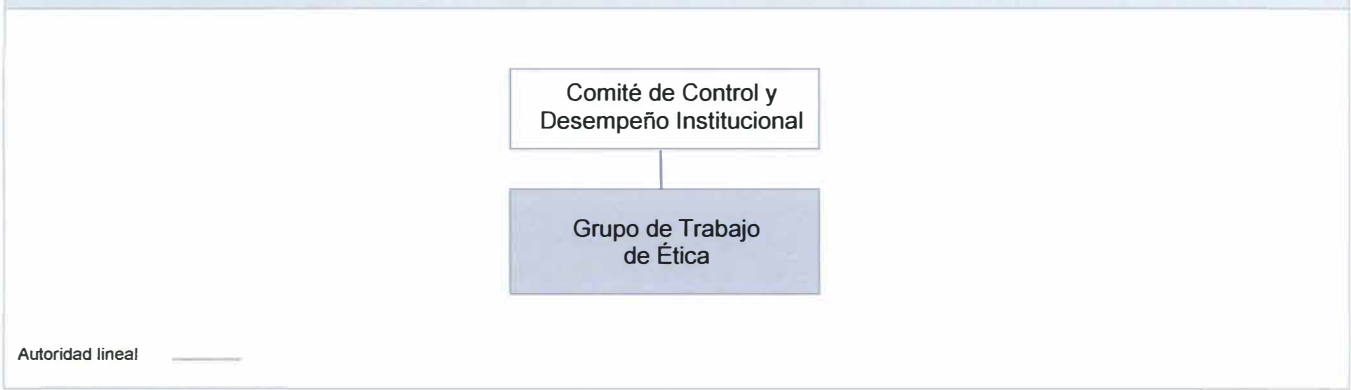 Comité de Control y
Desempeño Institucional
Grupo de Trabajo
de Ética
Autoridad lineal